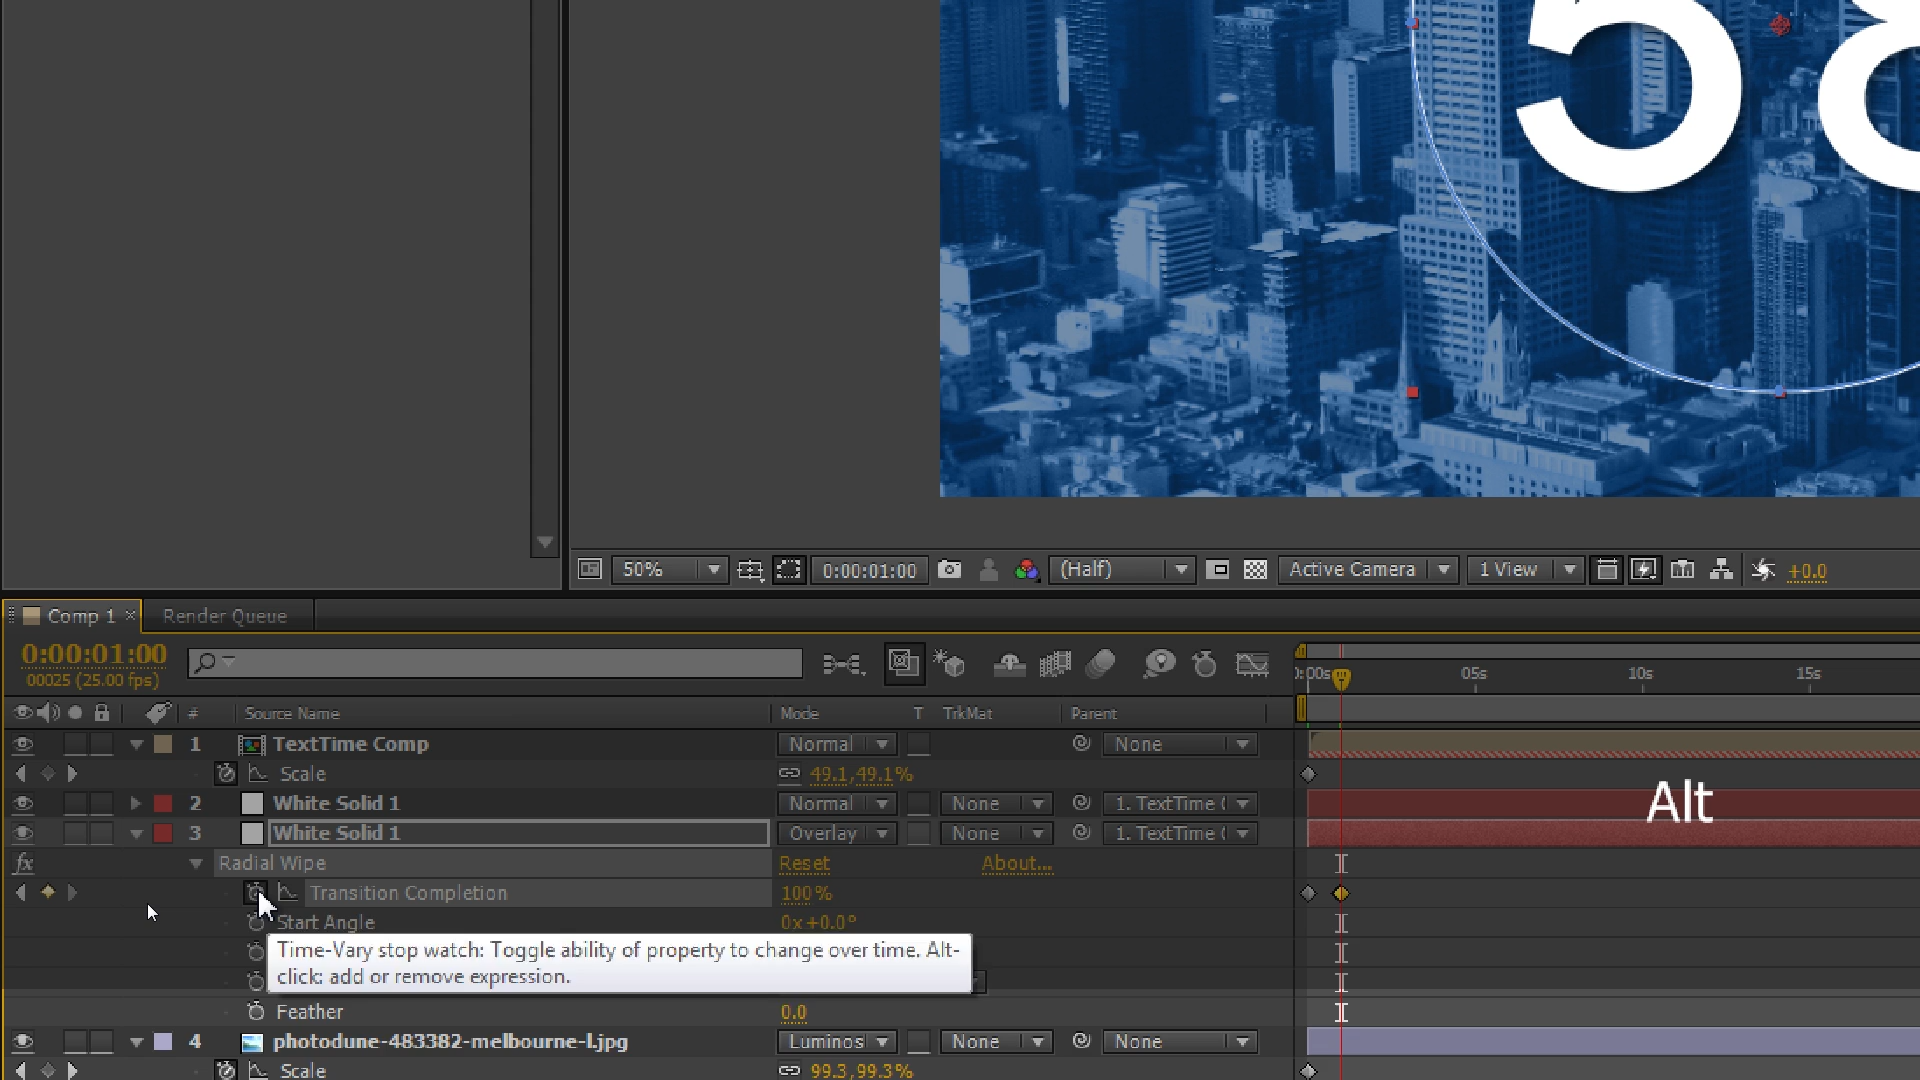 58
50%
0:00:01:00
(Half)
Active Camera
1 View
+0.0
Comp 1
Render Queue
0:00:01:00
00025 (25.00 fps)
0:00s
05s
10s
15s
#
Source Name
Mode
T
TrkMat
Parent
1
TextTime Comp
Normal
None
Scale
49.1,49.1%
2
White Solid 1
Normal
None
1. TextTime (
Alt
3
White Solid 1
Overlay
None
1. TextTime (
fx
Radial Wipe
Reset
About...
Transition Completion
100%
Start Angle
0x+0.0°
Time-Vary stop watch: Toggle ability of property to change over time. Alt-
click: add or remove expression.
Feather
0.0
4
photodune-483382-melbourne-l.jpg
Luminos
None
None
Scale
99.3,99.3%